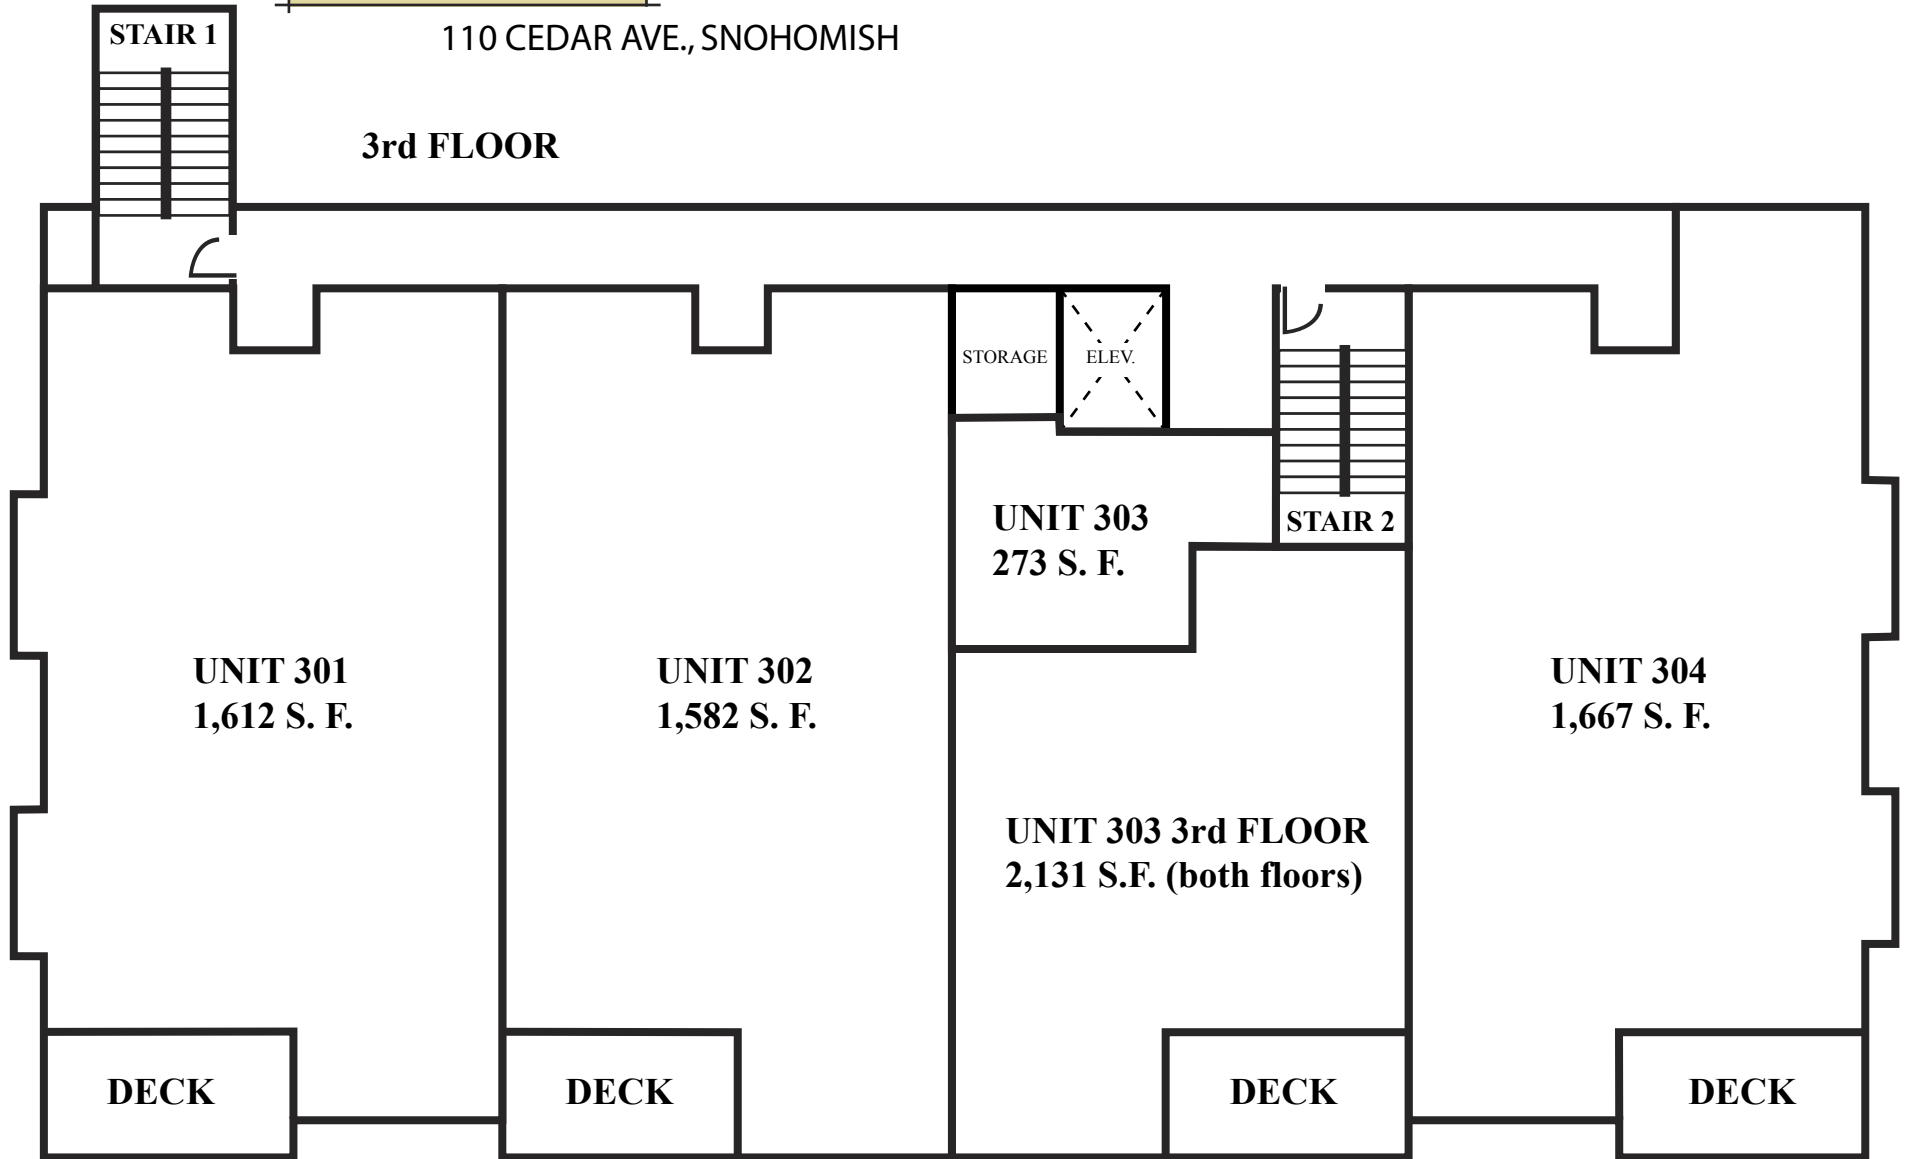 STAIR 1
110 CEDAR AVE., SNOHOMISH
3rd FLOOR
STORAGE
ELEV.
UNIT 303
273 S. F.
STAIR 2
UNIT 301
1,612 S. F.
UNIT 302
1,582 S. F.
UNIT 304
1,667 S. F.
UNIT 303 3rd FLOOR
2,131 S.F. (both floors)
DECK
DECK
DECK
DECK